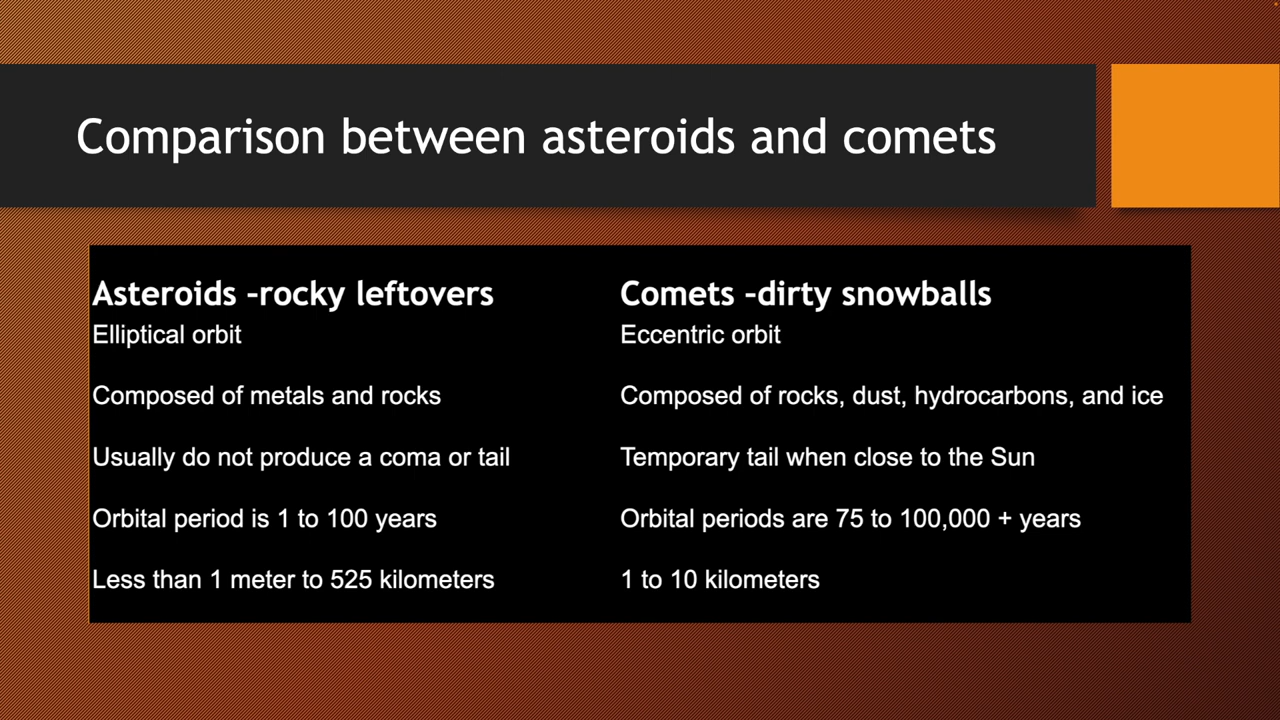 Comparison between asteroids and comets
Asteroids -rocky leftovers
Elliptical orbit
Composed of metals and rocks
Usually do not produce a coma or tail
Orbital period is 1 to 100 years
Less than 1 meter to 525 kilometers
Comets -dirty snowballs
Eccentric orbit
Composed of rocks, dust, hydrocarbons, and ice
Temporary tail when close to the Sun
Orbital periods are 75 to 100,000 + years
1 to 10 kilometers